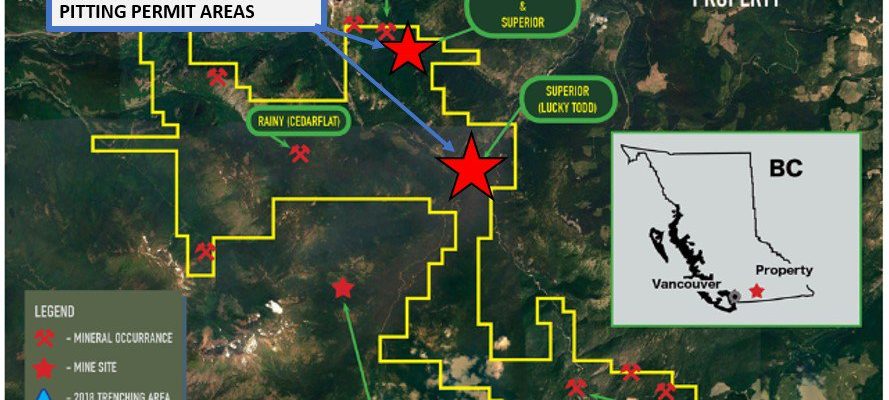 PITTING PERMIT AREAS
PROPERTY
&
SUPERIOR
SUPERIOR
(LUCKY TODD)
RAINY (CEDARFLAT)
BC
Property
Vancouver
LEGEND
- MINERAL OCCURRANCE
- MINE SITE
- 2018 TRENCHING AREA